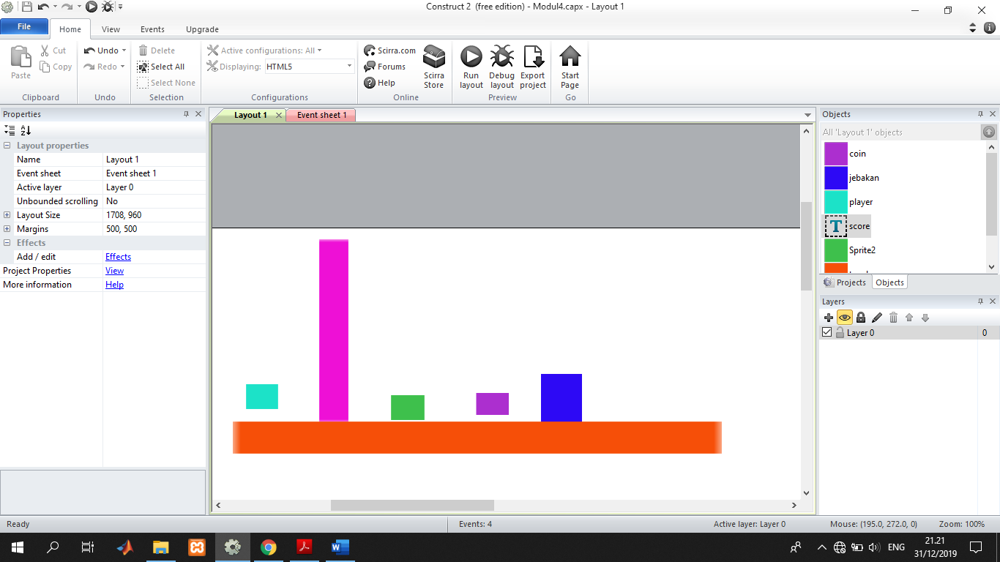 Construct 2 (free edition) - Modul4.capx - Layout 1
File Home View Events Upgrade
Paste
Cut
Copy
Clipboard
Undo
Redo
Undo
Delete
Select All
Select None
Selection
Active configurations: All
Displaying: HTML5
Configurations
Scirra.com
Forums
Help
Scirra
Store
Online
Run
layout
Debug
layout
Export
project
Preview
Start
Page
Go
Properties
Layout properties
Name Layout 1
Event sheet Event sheet 1
Active layer Layer 0
Unbounded scrolling No
Layout Size 1708, 960
Margins 500, 500
Effects
Add / edit Effects
Project Properties View
More information Help
Layout 1 Event sheet 1
Objects
All 'Layout 1' objects
coin
jebakan
player
T score
Sprite2
Projects Objects
Layers
Layer 0 0
Ready Events: 4 Active layer: Layer 0 Mouse: (195.0, 272.0, 0) Zoom: 100%
ENG
21.21
31/12/2019